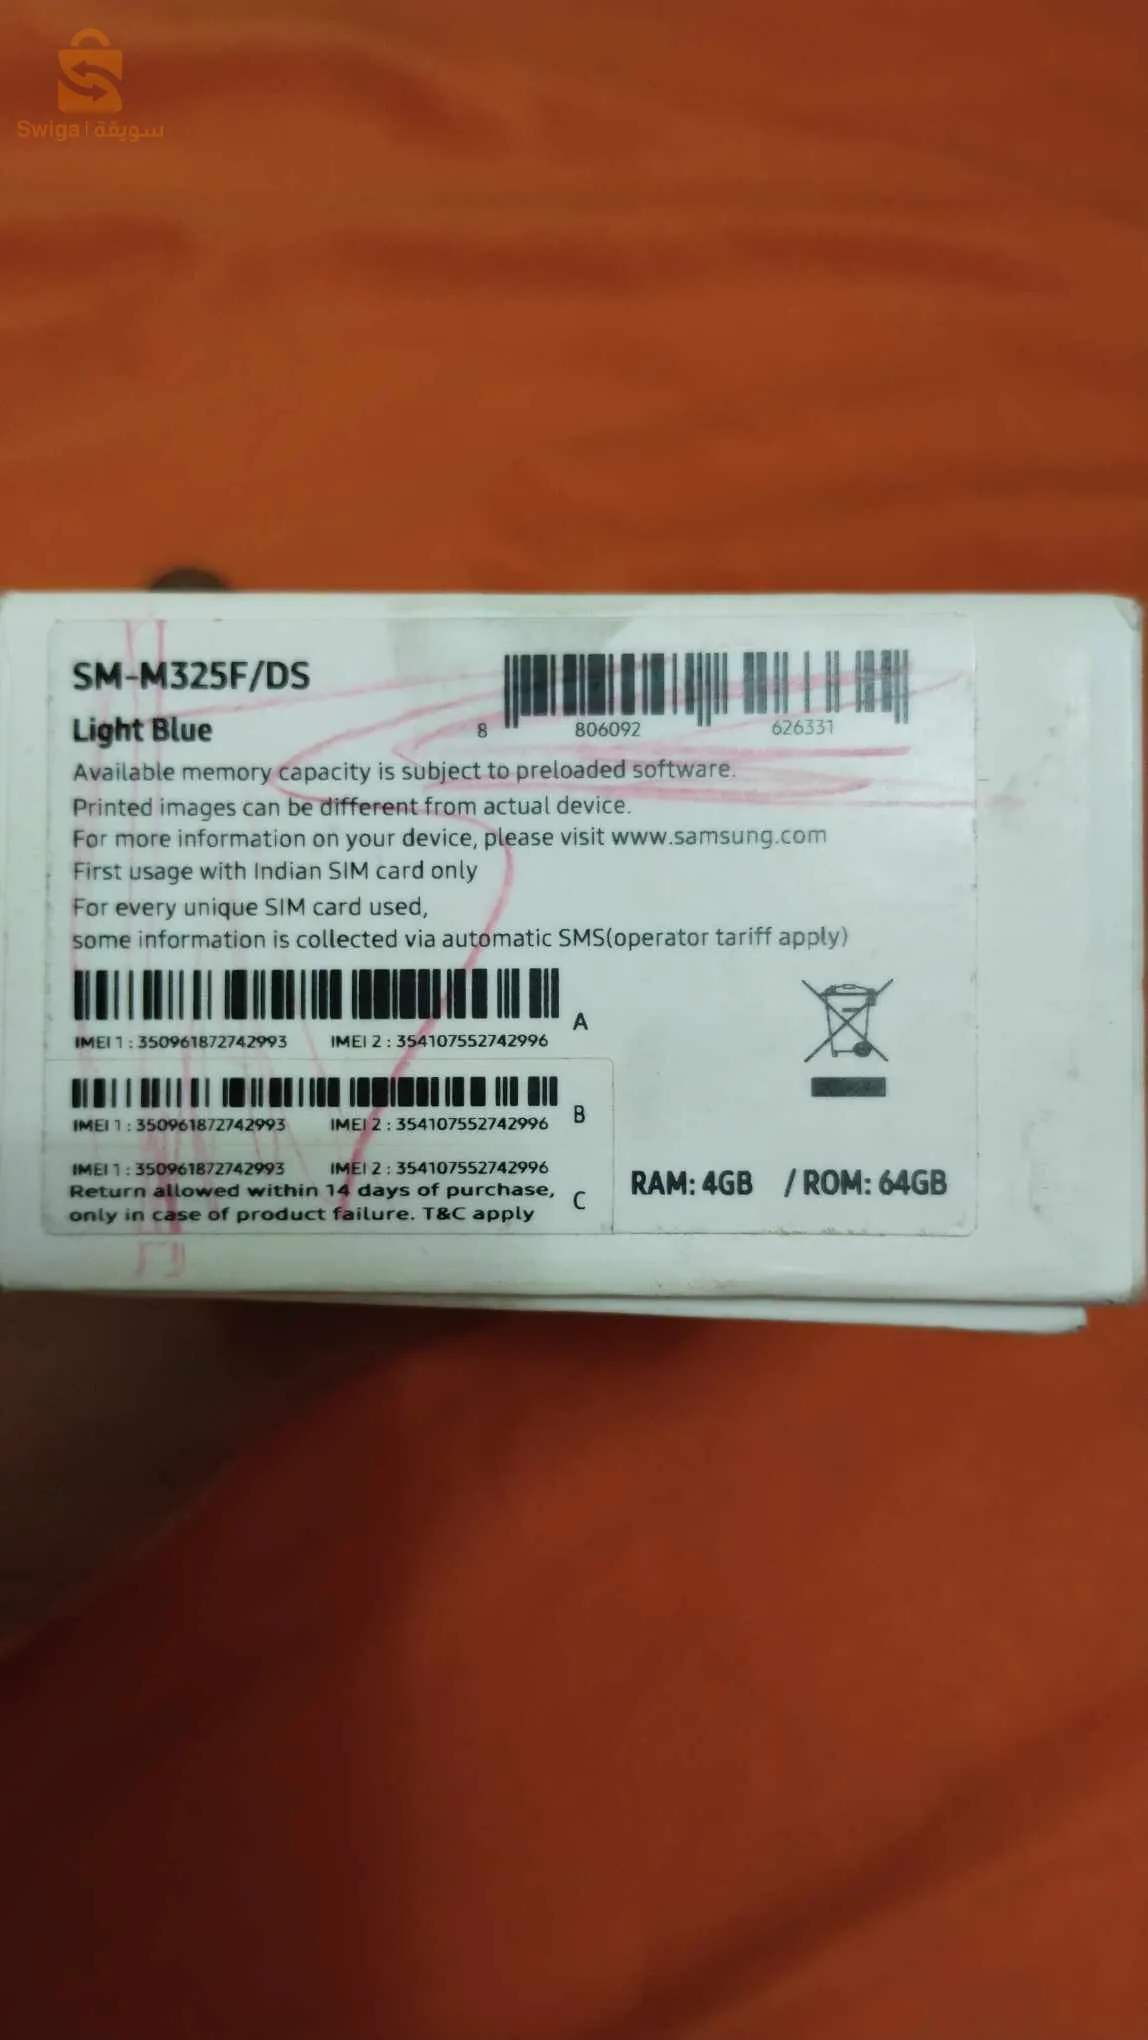 Swiga | سويقة
SM-M325F/DS
Light Blue
8 806092 626331
Available memory capacity is subject to preloaded software.
Printed images can be different from actual device.
For more information on your device, please visit www.samsung.com
First usage with Indian SIM card only
For every unique SIM card used,
some information is collected via automatic SMS(operator tariff apply)
A
IMEI 1 : 350961872742993 IMEI 2 : 354107552742996
B
IMEI 1 : 350961872742993 IMEI 2 : 354107552742996
IMEI 1 : 350961872742993 IMEI 2 : 354107552742996
Return allowed within 14 days of purchase,
only in case of product failure. T&C apply
C
RAM: 4GB / ROM: 64GB